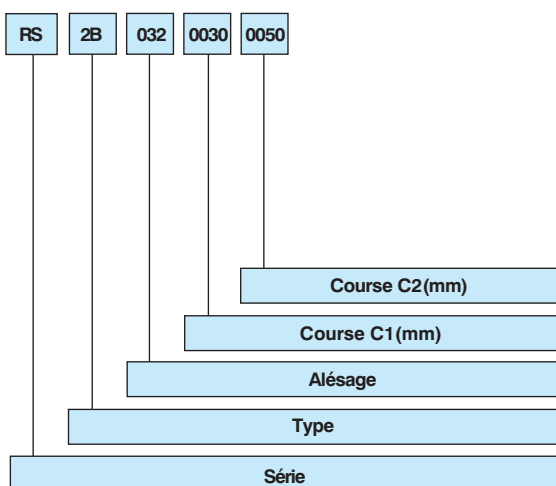 RS 2B 032 0030 0050
Course C2(mm)
Course C1(mm)
Alésage
Type
Série